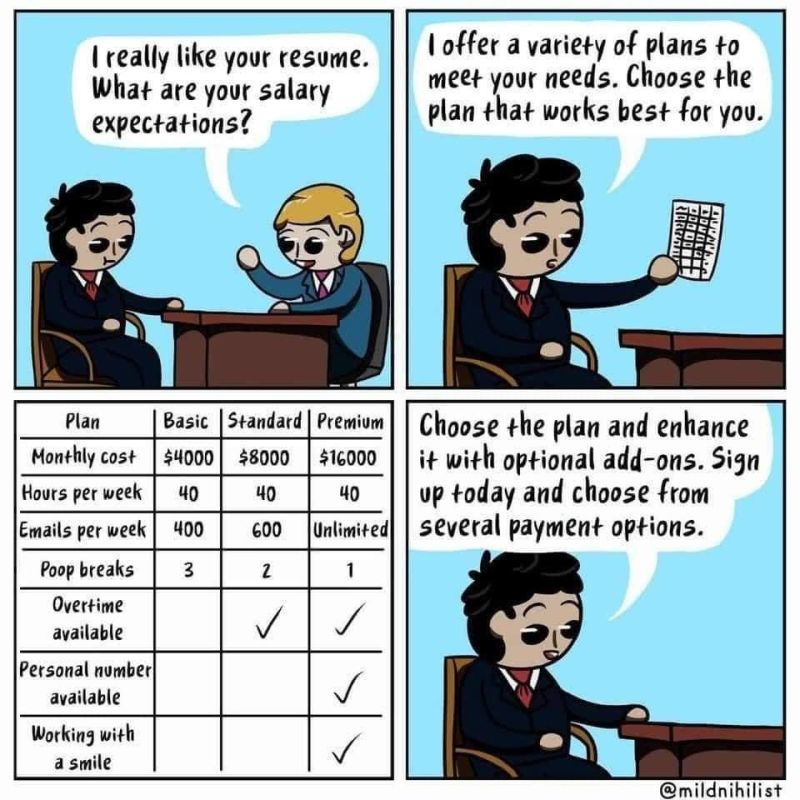 I really like your resume.
What are your salary
expectations?
I offer a variety of plans to
meet your needs. Choose the
plan that works best for you.
Plan Basic Standard Premium
Monthly cost $4000 $8000 $16000
Hours per week 40 40 40
Emails per week 400 600 Unlimited
Poop breaks 3 2 1
Overtime
available ✓ ✓
Personal number
available ✓
Working with
a smile ✓
Choose the plan and enhance
it with optional add-ons. Sign
up today and choose from
several payment options.
@mildnihilist